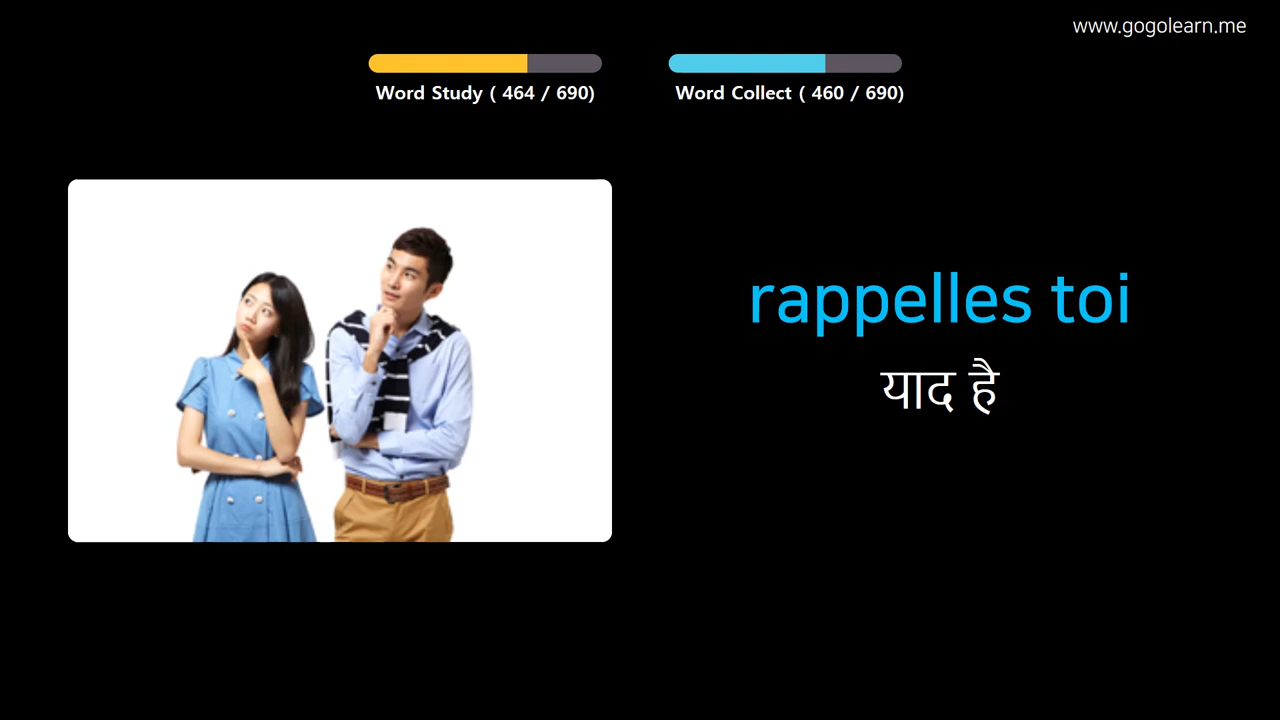 www.gogolearn.me
Word Study ( 464 / 690)
Word Collect ( 460 / 690)
rappelles toi
याद है